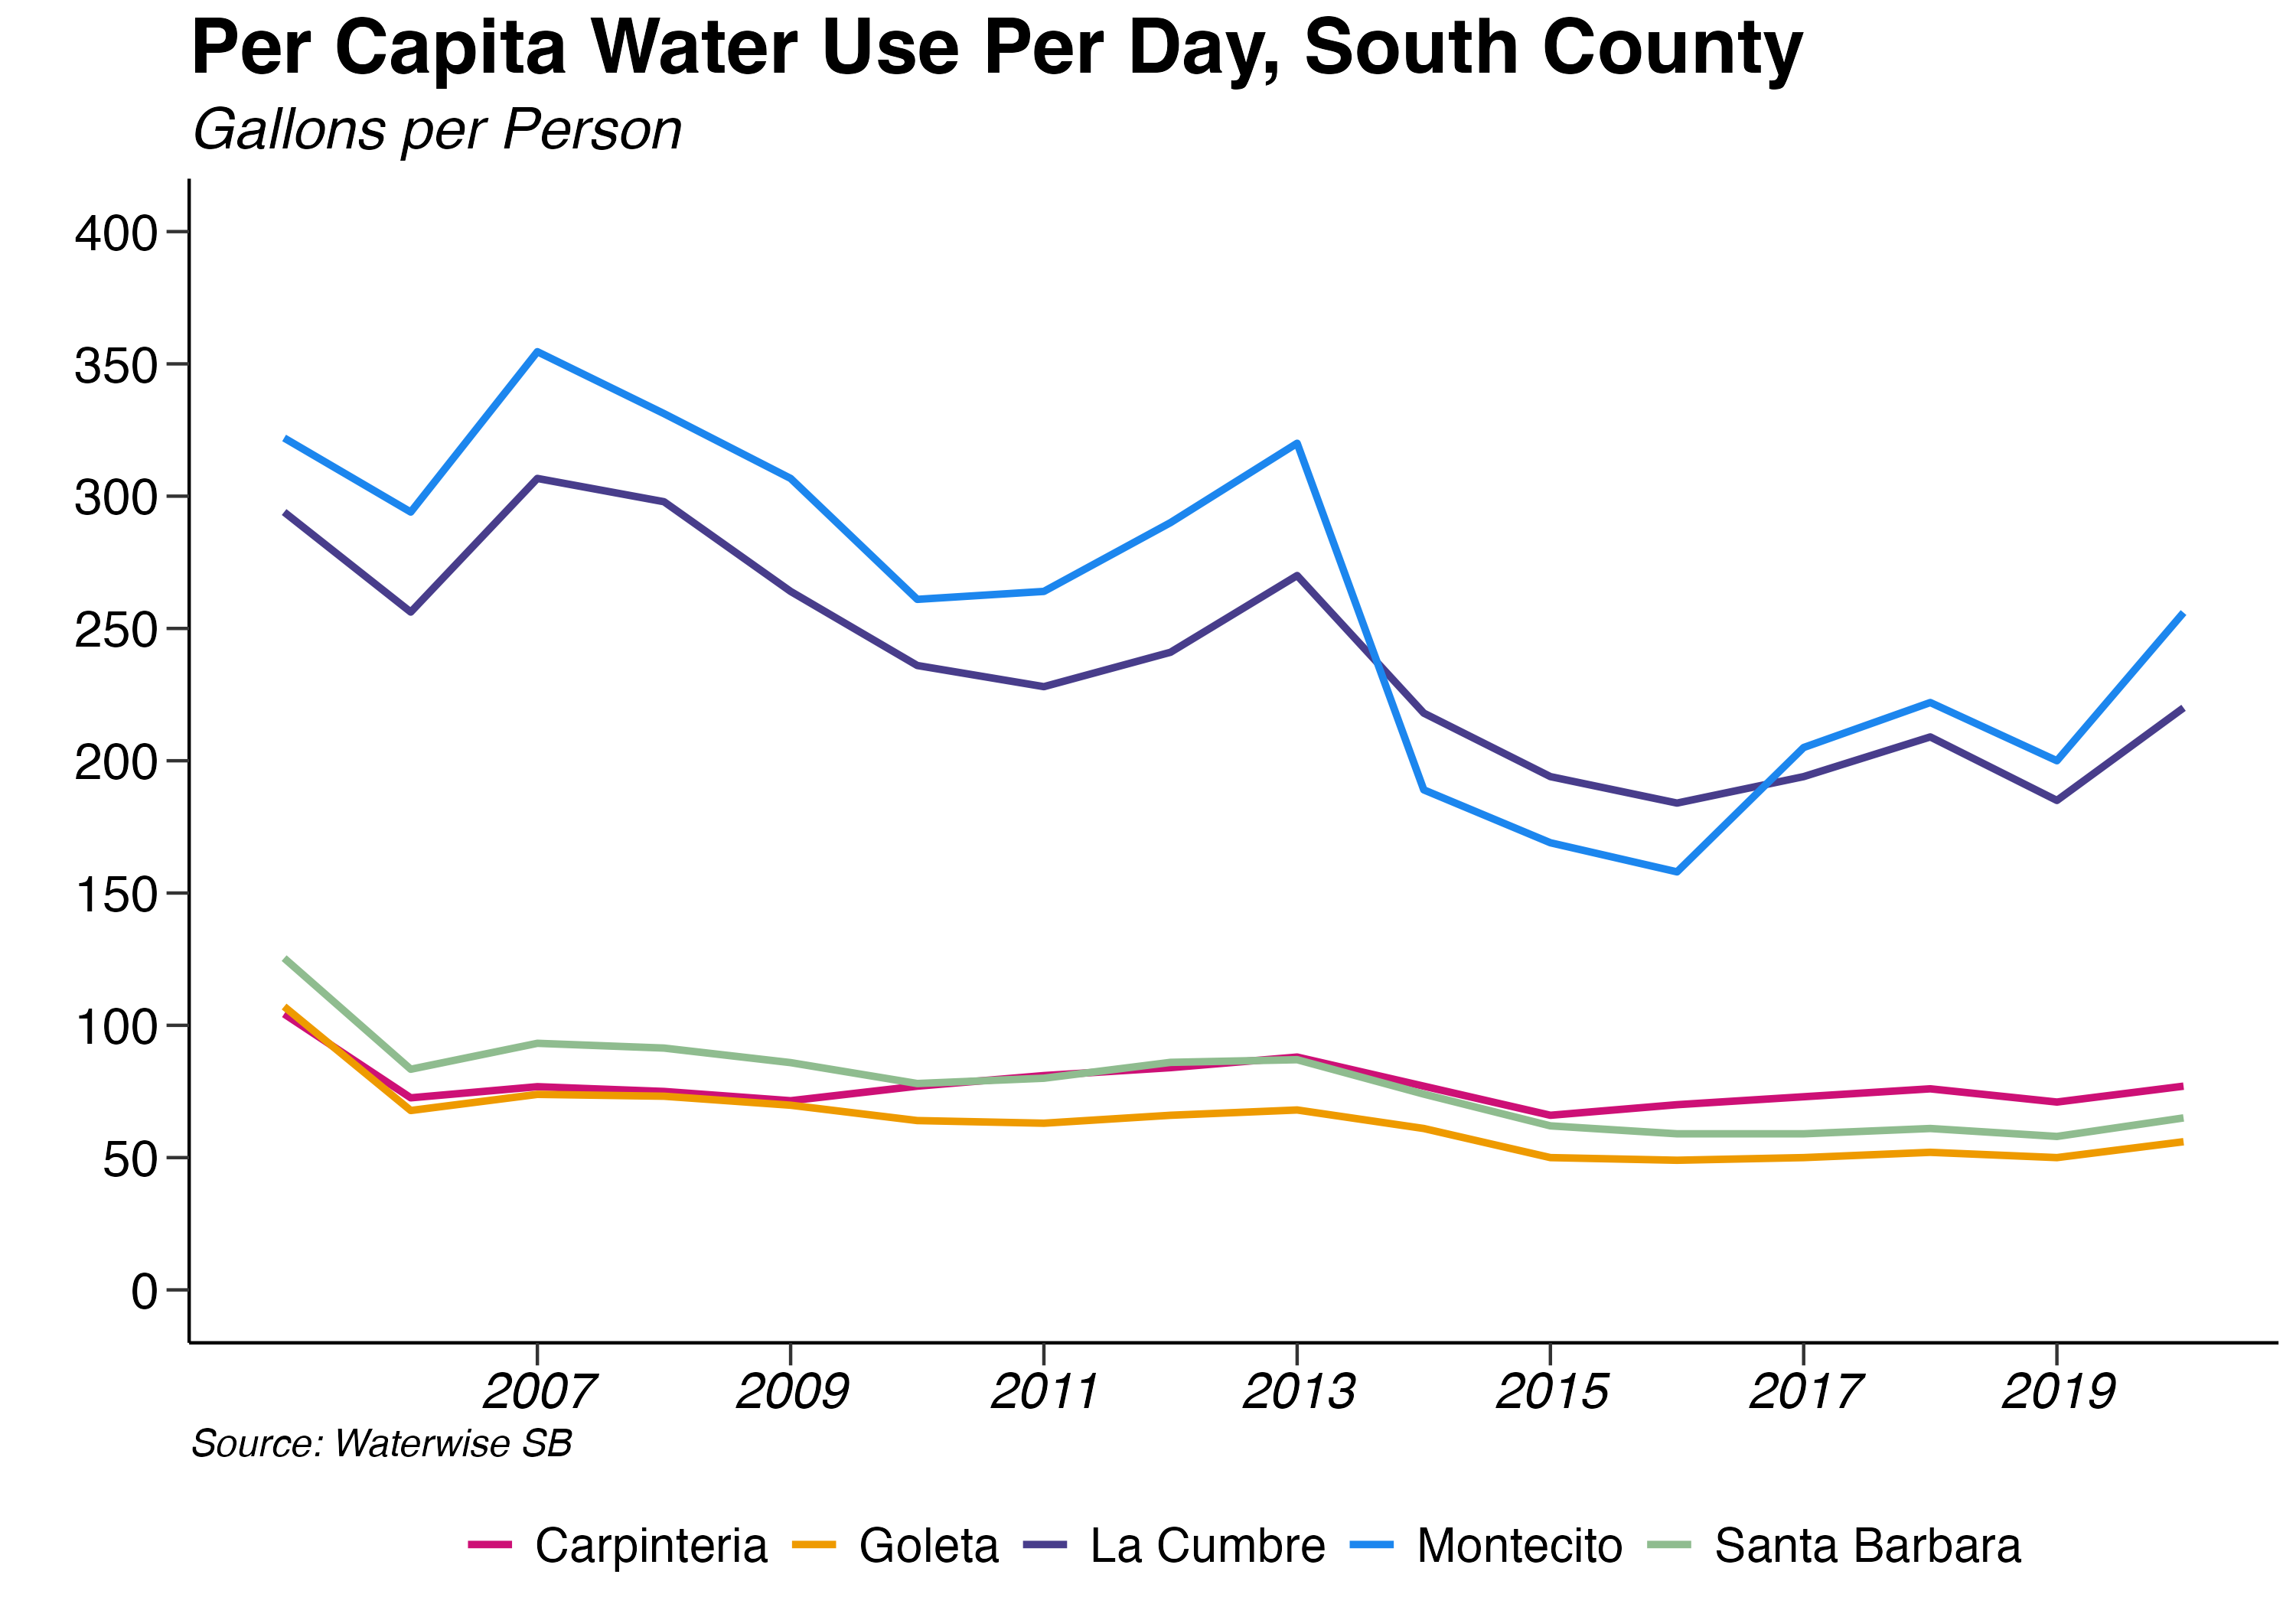 Per Capita Water Use Per Day, South County
Gallons per Person
400
350
300
250
200
150
100
50
0
2007 2009 2011 2013 2015 2017 2019
Source: Waterwise SB
Carpinteria Goleta La Cumbre Montecito Santa Barbara